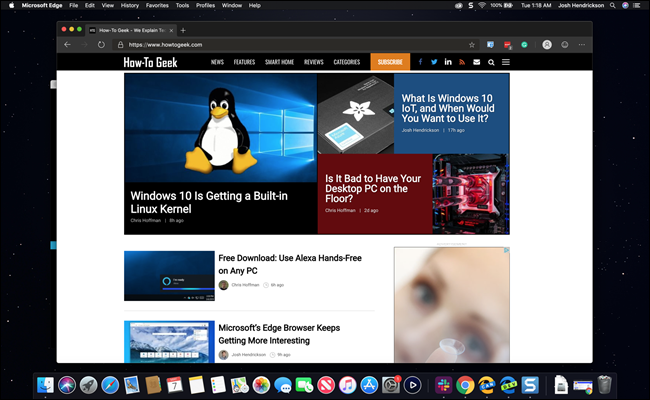 Microsoft Edge File Edit View History Favorites Tools Profiles Window Help
100% Tue 1:18 AM Josh Hendrickson
How-To Geek - We Explain Tec
https://www.howtogeek.com
How-To Geek NEWS FEATURES SMART HOME REVIEWS CATEGORIES SUBSCRIBE
Windows 10 Is Getting a Built-in
Linux Kernel
Chris Hoffman | 8h ago
What Is Windows 10
IoT, and When Would
You Want to Use It?
Josh Hendrickson | 17h ago
Is It Bad to Have Your
Desktop PC on the
Floor?
Chris Hoffman | 2d ago
Free Download: Use Alexa Hands-Free
on Any PC
Chris Hoffman 6h ago
Microsoft's Edge Browser Keeps
Getting More Interesting
Josh Hendrickson 9h ago
7